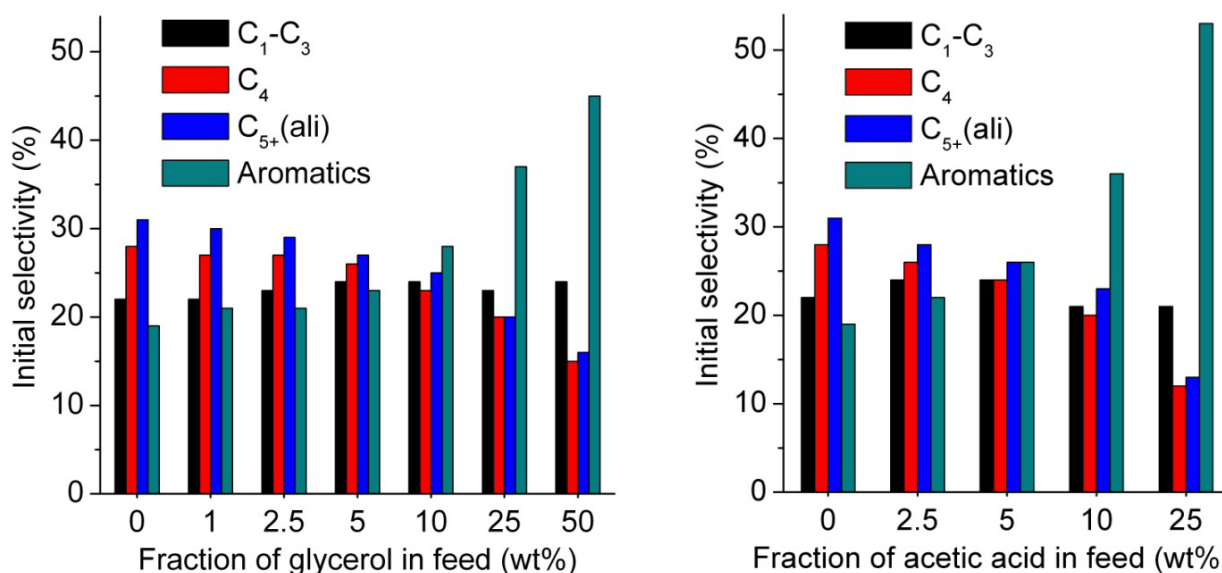 Initial selectivity (%)
50
40
30
20
10
0
C₁-C₃
C₄
C₅₊(ali)
Aromatics
0 1 2.5 5 10 25 50
Fraction of glycerol in feed (wt%)
Initial selectivity (%)
50
40
30
20
10
0
C₁-C₃
C₄
C₅₊(ali)
Aromatics
0 2.5 5 10 25
Fraction of acetic acid in feed (wt%